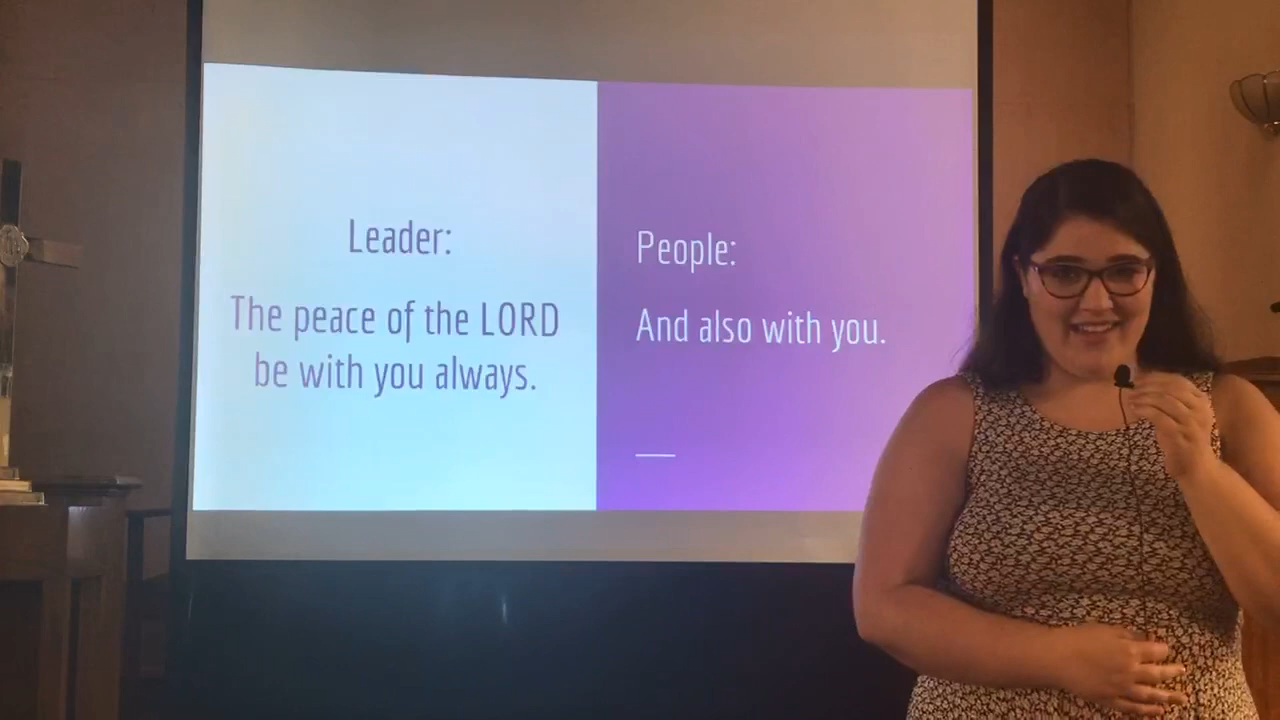 Leader:
The peace of the LORD
be with you always.
People:
And also with you.